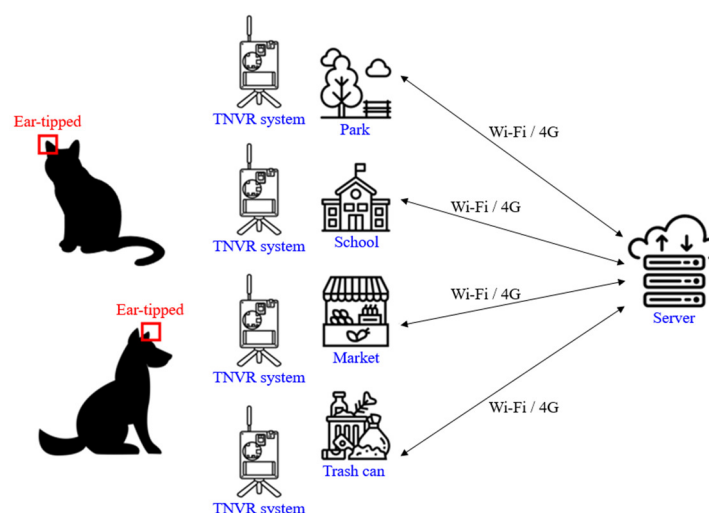 TNVR system
Park
Wi-Fi / 4G
Ear-tipped
TNVR system
School
Wi-Fi / 4G
Ear-tipped
TNVR system
Market
Wi-Fi / 4G
Server
TNVR system
Trash can
Wi-Fi / 4G